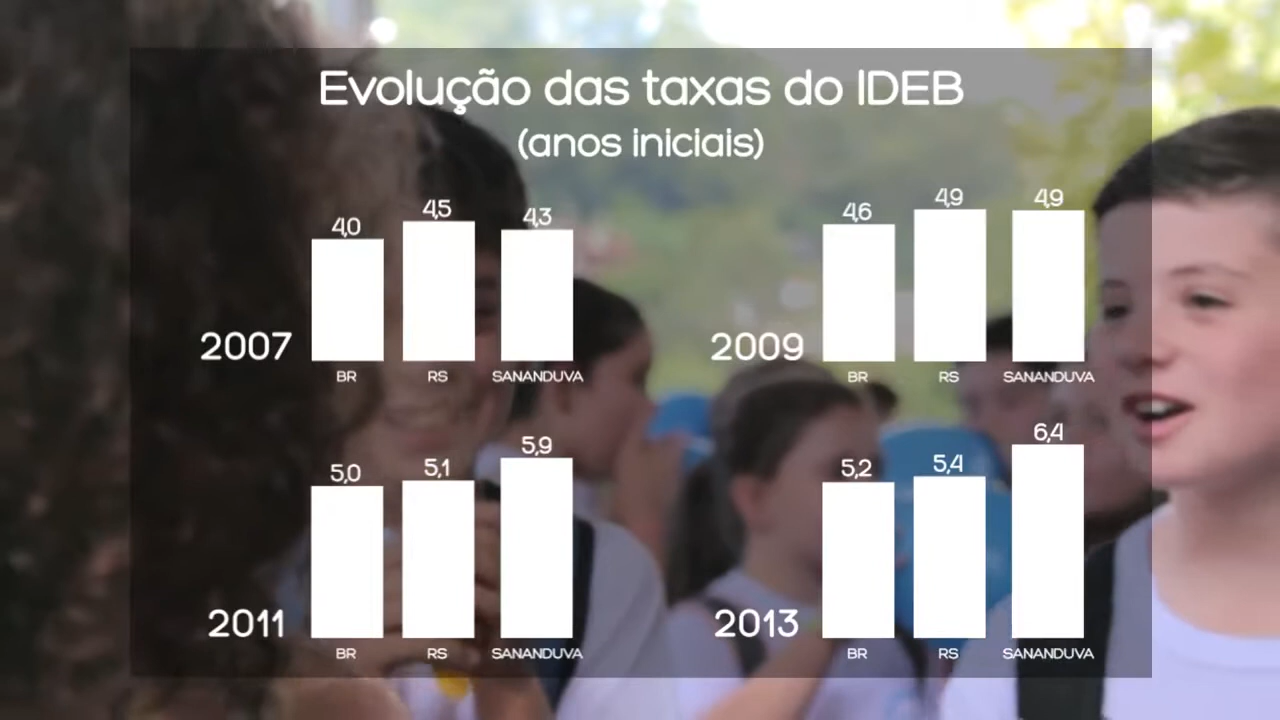 Evolução das taxas do IDEB
(anos iniciais)
4,0 4,5 4,3
2007
BR RS SANANDUVA
4,6 4,9 4,9
2009
BR RS SANANDUVA
5,0 5,1 5,9
2011
BR RS SANANDUVA
5,2 5,4 6,4
2013
BR RS SANANDUVA